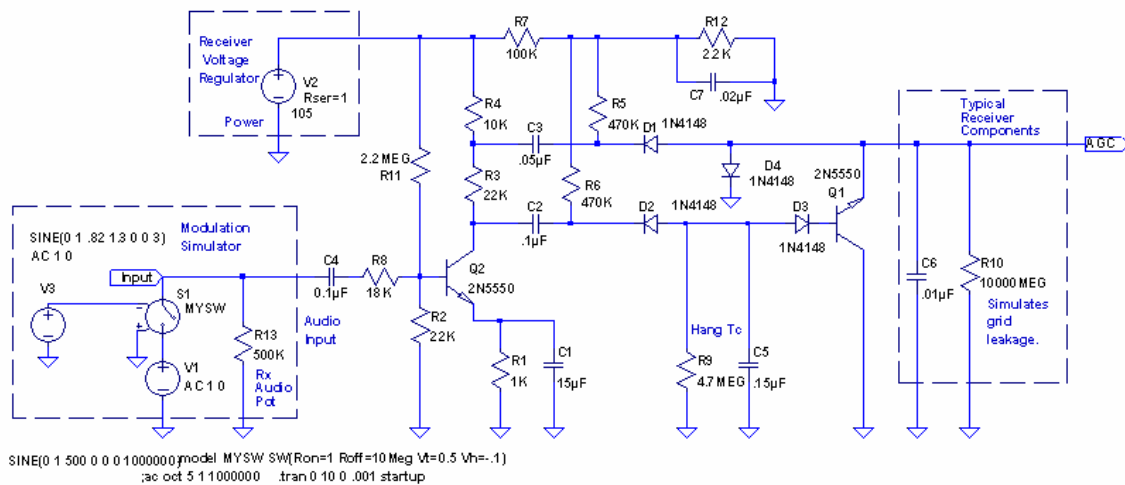 Receiver
Voltage
Regulator
V2
Rser=1
105
Power
R7
100K
R12
2.2K
C7
.02µF
R4
10K
R5
470K
D1
1N4148
C3
.05µF
2.2 MEG
R11
R3
22K
R6
470K
D4
1N4148
2N5550
Q1
Typical
Receiver
Components
AGC
C2
.1µF
D2
1N4148
D3
1N4148
Modulation
Simulator
SINE(0 1 .82 1.3 0 0 3)
AC 1 0
Input
V3
S1
MYSW
R13
500K
V1
AC 1 0
Rx
Audio
Pot
Audio
Input
C4
0.1µF
R8
18K
Q2
2N5550
R2
22K
R1
1K
C1
15µF
Hang Tc
R9
4.7 MEG
C5
.15µF
C6
.01µF
R10
10000 MEG
Simulates
grid
leakage.
SINE(0 1 500 0 0 0 1000000)
.model MYSW SW(Ron=1 Roff=10 Meg Vt=0.5 Vh=-.1)
;ac oct 5 1 1000000
.tran 0 10 0 .001 startup